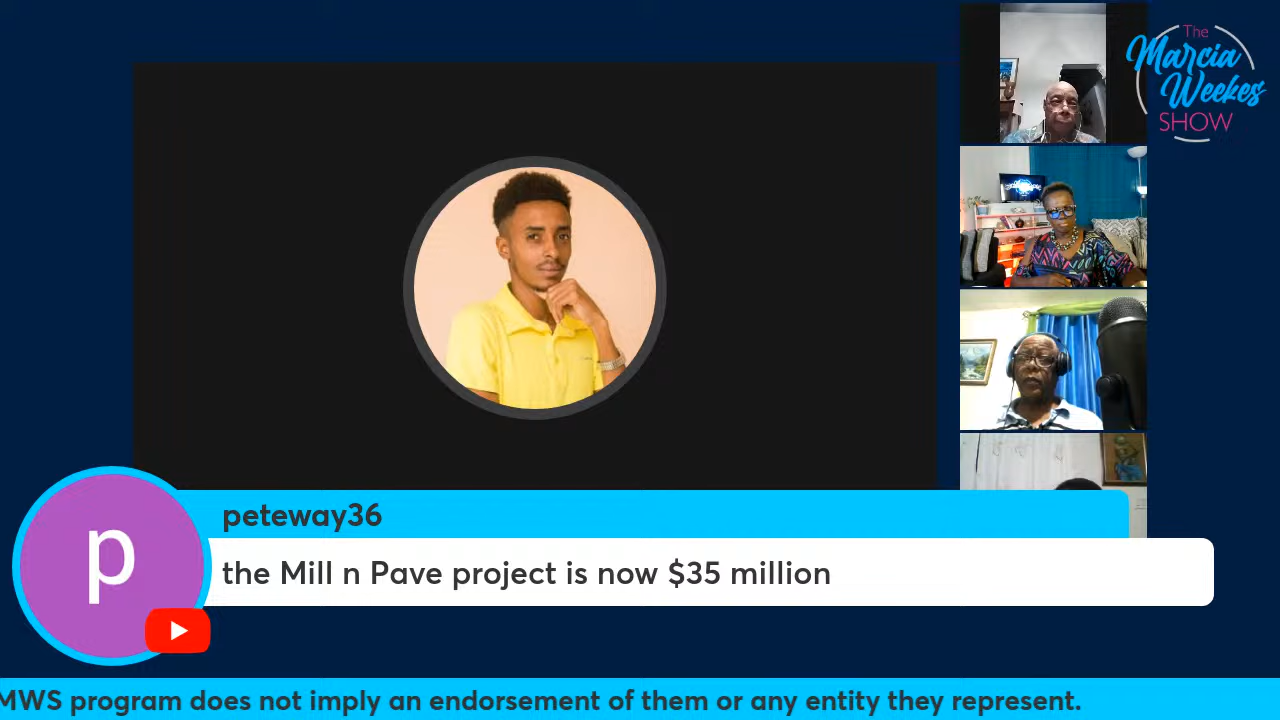 The
Marcia
Weekes
SHOW
peteway36
the Mill n Pave project is now $35 million
p
MWS program does not imply an endorsement of them or any entity they represent.